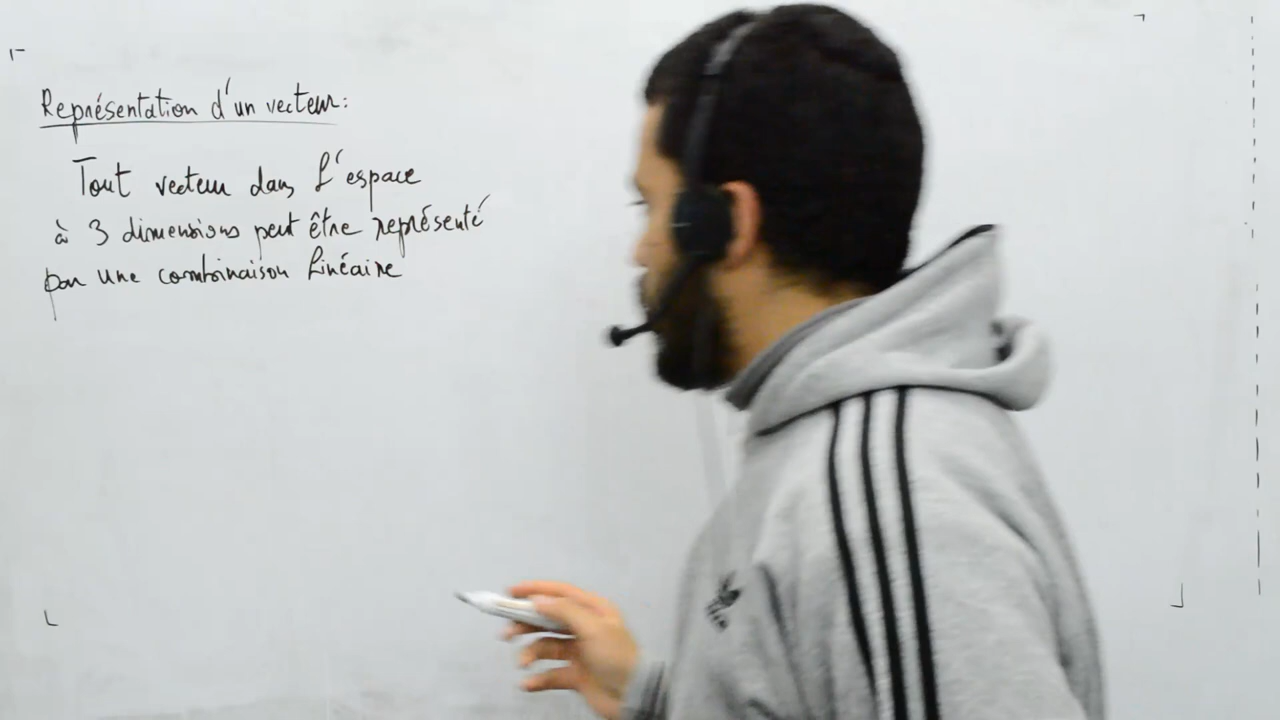 Représentation d'un vecteur:
Tout vecteur dans l'espace
à 3 dimensions peut être représenté
par une combinaison linéaire